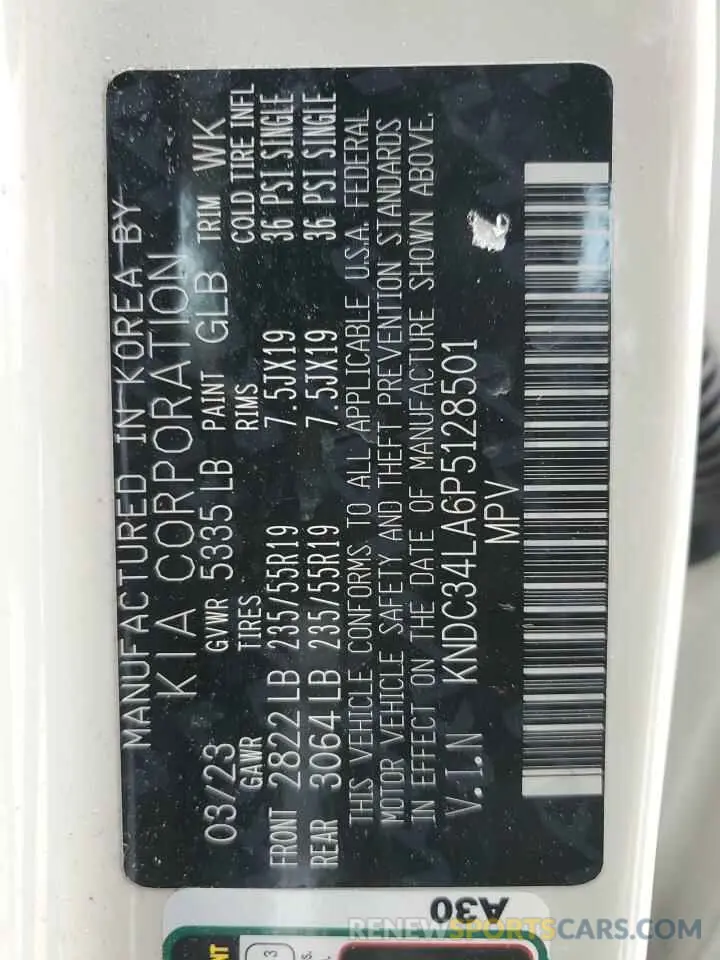 MANUFACTURED IN KOREA BY
KIA CORPORATION
03/23 GVWR 5335 LB PAINT GLB TRIM WK
GAWR TIRES RIMS COLD TIRE INFL
FRONT 2822 LB 235/55R19 7.5JX19 36 PSI SINGLE
REAR 3064 LB 235/55R19 7.5JX19 36 PSI SINGLE
THIS VEHICLE CONFORMS TO ALL APPLICABLE U.S.A. FEDERAL
MOTOR VEHICLE SAFETY AND THEFT PREVENTION STANDARDS
IN EFFECT ON THE DATE OF MANUFACTURE SHOWN ABOVE.
V.I.N KNDC34LA6P5128501
MPV
A30
RENEWSPORTSCARS.COM